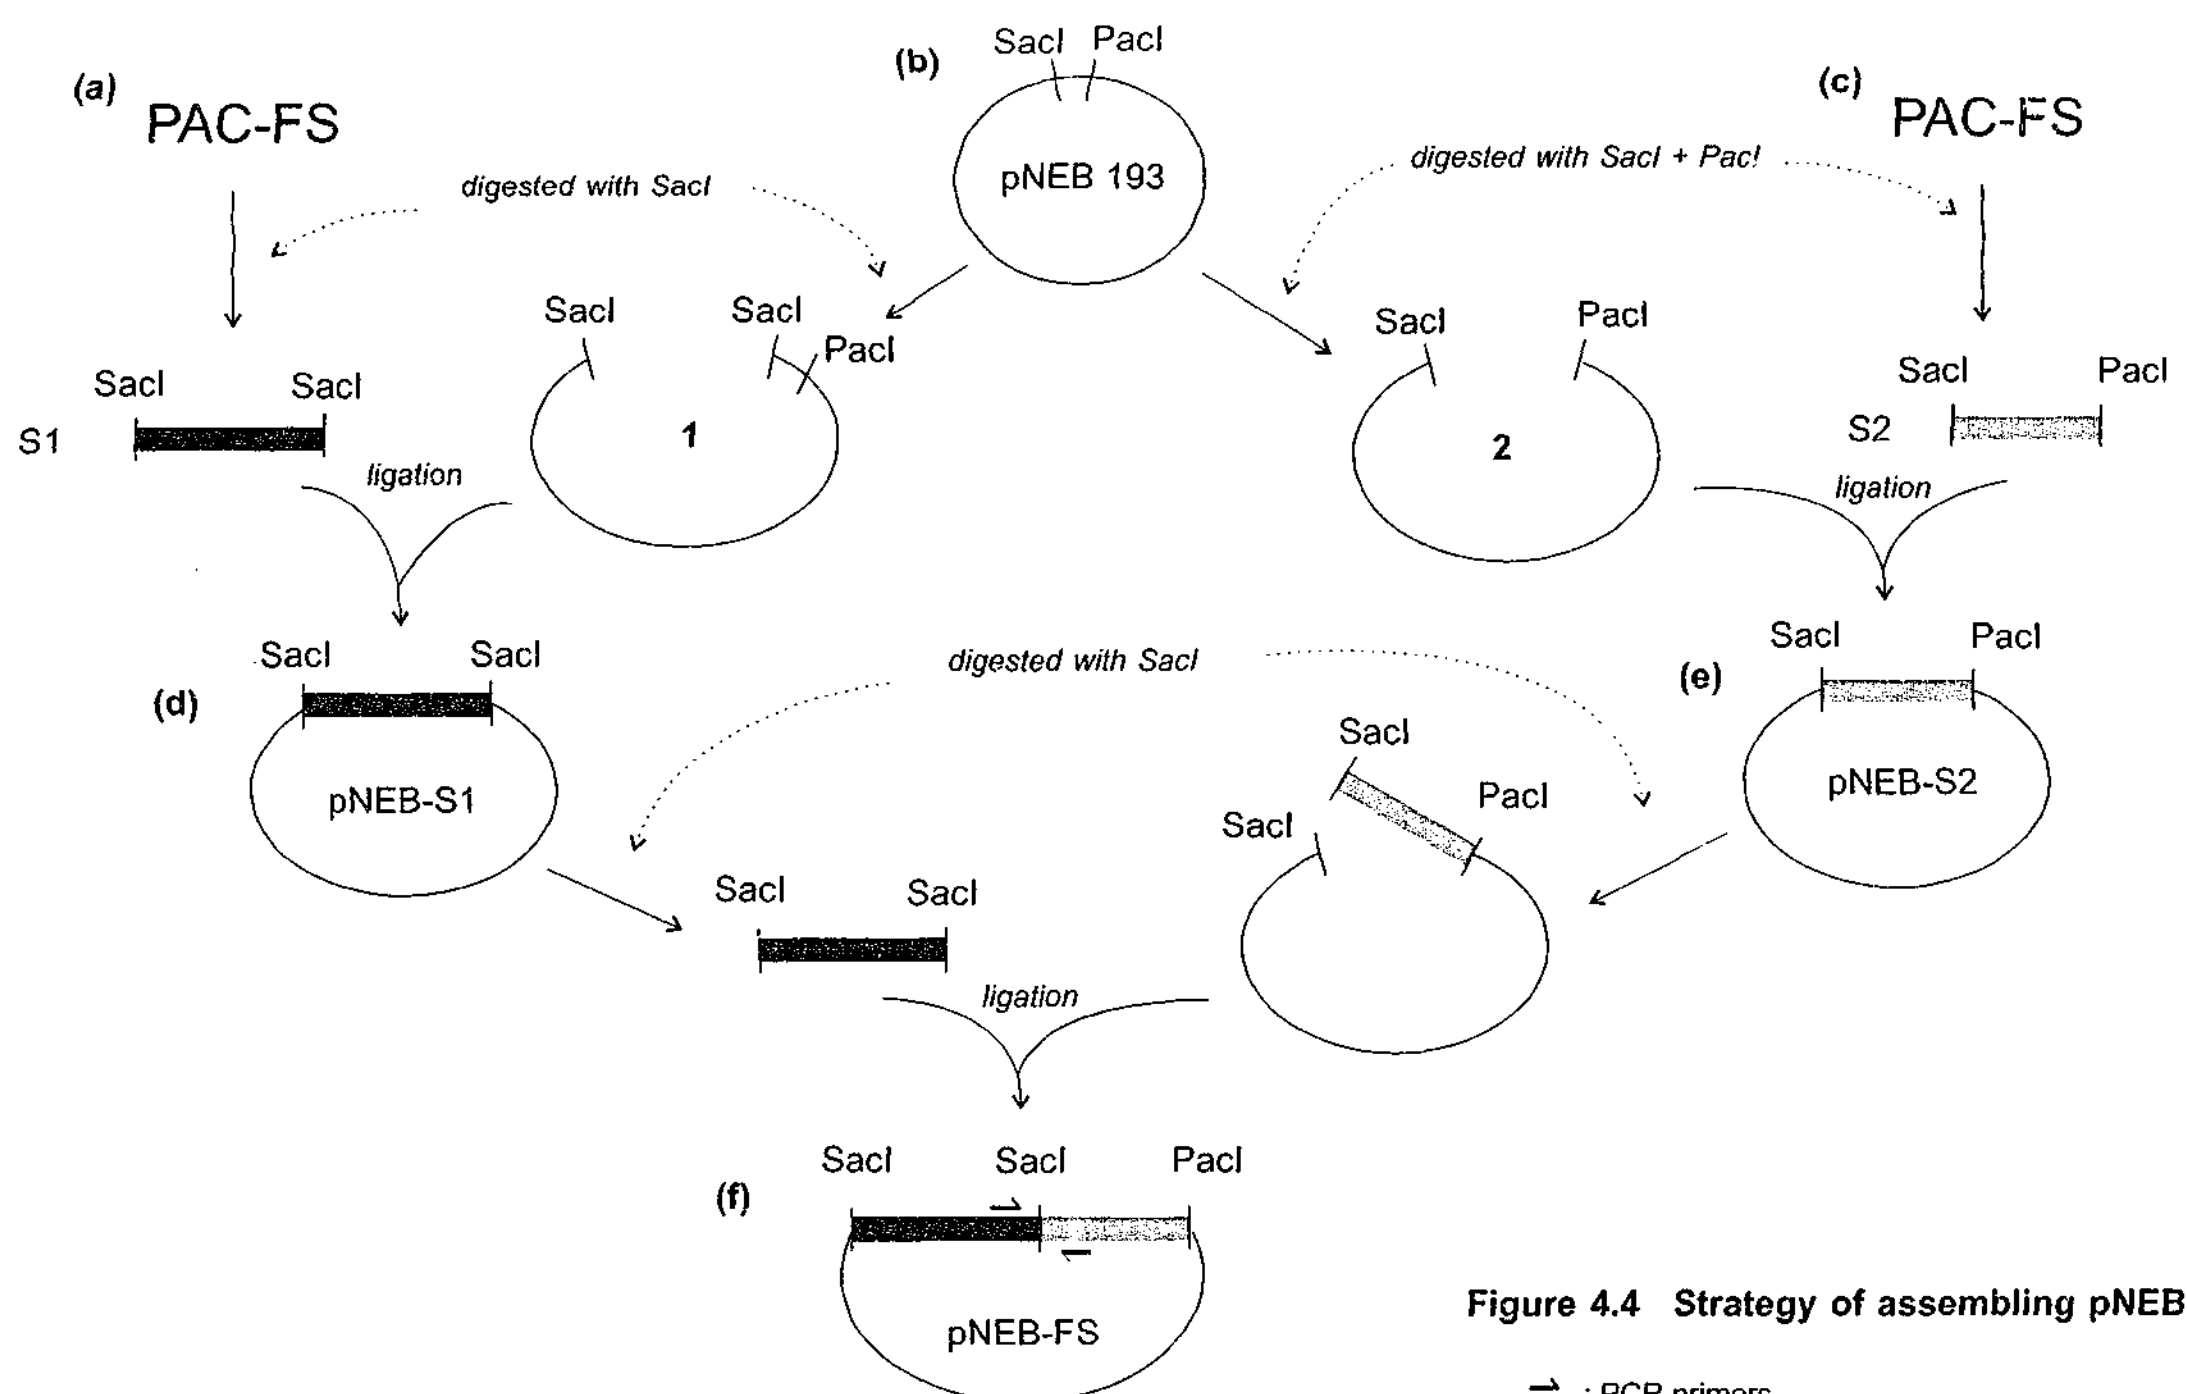 (a)
PAC-FS
(b)
SacI PacI
pNEB 193
(c)
PAC-FS
digested with SacI
digested with SacI + PacI
SacI SacI
PacI
1
SacI PacI
2
SacI SacI
S1
ligation
SacI PacI
S2
ligation
(d)
SacI SacI
pNEB-S1
digested with SacI
(e)
SacI PacI
pNEB-S2
SacI
PacI
SacI
SacI SacI
ligation
(f)
SacI SacI PacI
pNEB-FS
Figure 4.4 Strategy of assembling pNEB
: PCR primers